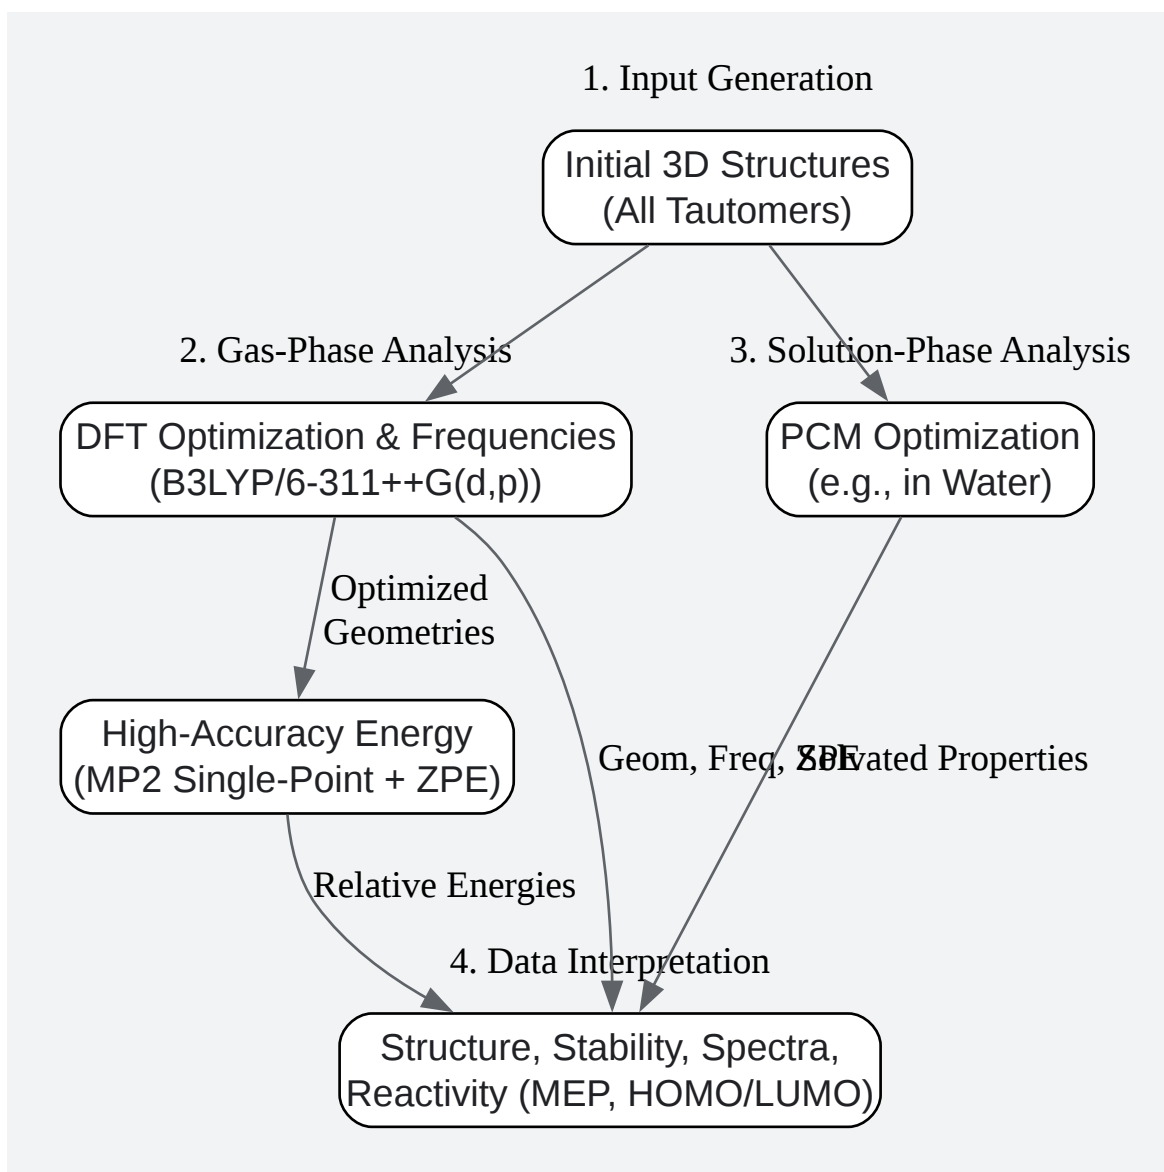 1. Input Generation
Initial 3D Structures
(All Tautomers)
2. Gas-Phase Analysis
3. Solution-Phase Analysis
DFT Optimization & Frequencies
(B3LYP/6-311++G(d,p))
PCM Optimization
(e.g., in Water)
Optimized
Geometries
High-Accuracy Energy
(MP2 Single-Point + ZPE)
Geom, Freq, ZPE
Solvated Properties
Relative Energies
4. Data Interpretation
Structure, Stability, Spectra,
Reactivity (MEP, HOMO/LUMO)